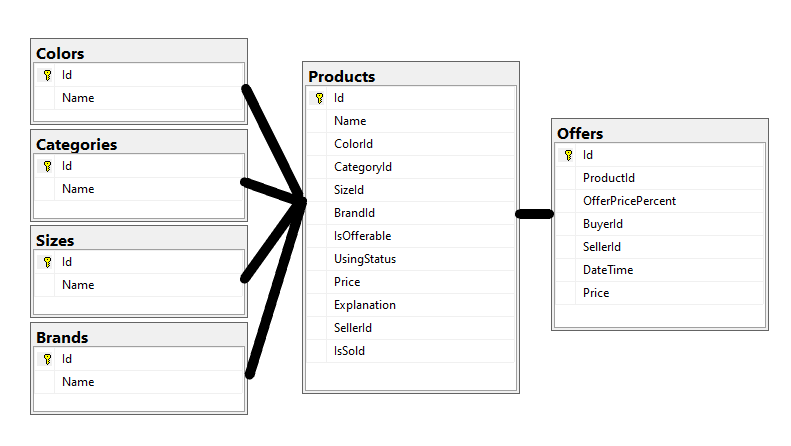 Colors
Id
Name
Categories
Id
Name
Sizes
Id
Name
Brands
Id
Name
Products
Id
Name
ColorId
CategoryId
SizeId
BrandId
IsOfferable
UsingStatus
Price
Explanation
SellerId
IsSold
Offers
Id
ProductId
OfferPricePercent
BuyerId
SellerId
DateTime
Price